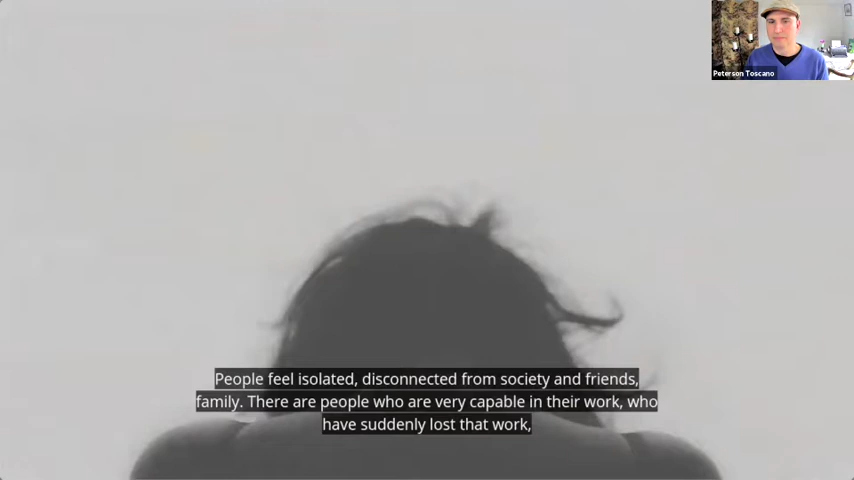 Peterson Toscano
People feel isolated, disconnected from society and friends,
family. There are people who are very capable in their work, who
have suddenly lost that work,